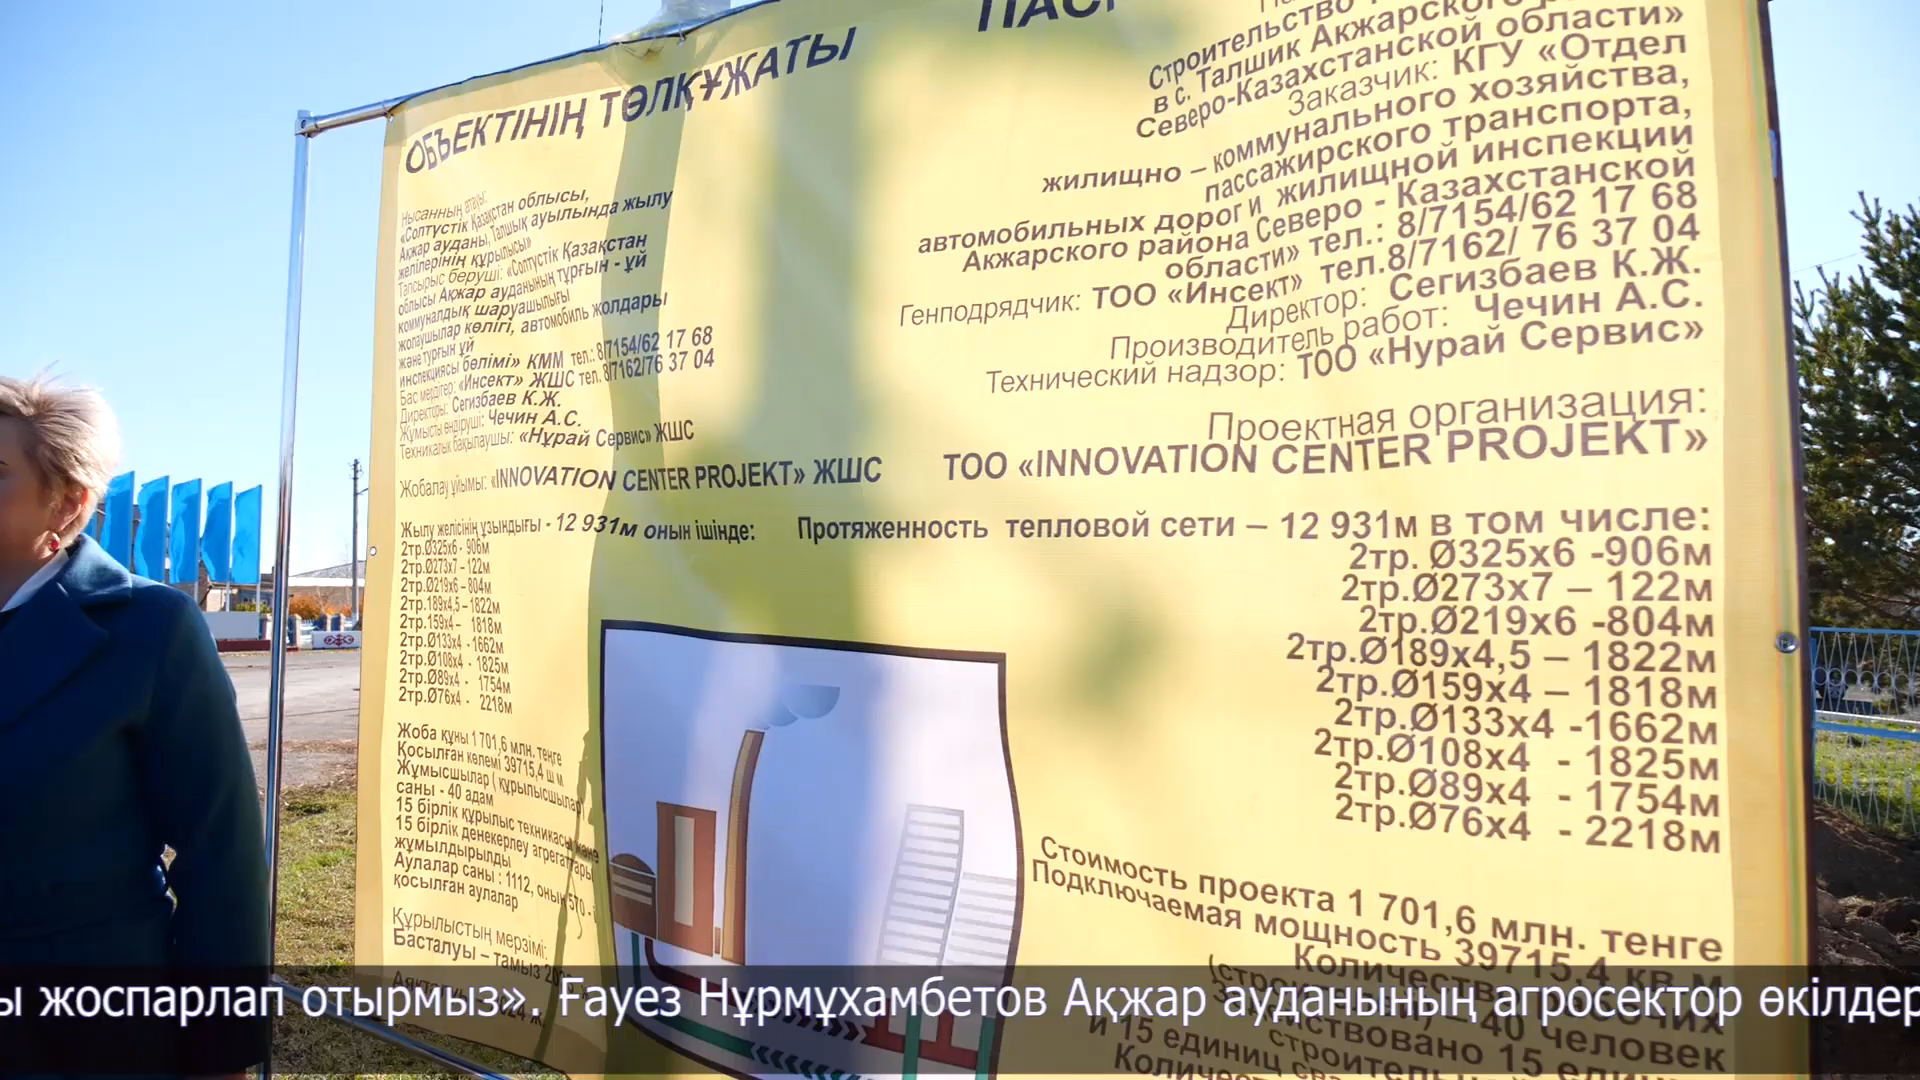 ОБЪЕКТІНІҢ ТӨЛҚҰЖАТЫ
Нысанның атауы:
«Солтүстік Қазақстан облысы,
Ақжар ауданы, Талшық ауылында жылу
желілерінің құрылысы»
Тапсырыс беруші: «Солтүстік Қазақстан
облысы Ақжар ауданының тұрғын - үй
коммуналдық шаруашылығы
жолаушылар көлігі, автомобиль жолдары
және тұрғын үй
инспекциясы бөлімі» КММ тел.: 8/7154/62 17 68
Бас мердігер: «Инсект» ЖШС тел. 8/7162/76 37 04
Директоры: Сегизбаев К.Ж.
Жұмысты өндіруші: Чечин А.С.
Техникалық бақылаушы: «Нұрай Сервис» ЖШС
Жобалау ұйымы: «INNOVATION CENTER PROJEKT» ЖШС
Жылу желісінің ұзындығы - 12 931м оның ішінде:
2тр.Ø325х6 - 906м
2тр.Ø273х7 – 122м
2тр.Ø219х6 – 804м
2тр.189х4,5 – 1822м
2тр.159х4 – 1818м
2тр.Ø133х4 - 1662м
2тр.Ø108х4 - 1825м
2тр.Ø89х4 - 1754м
2тр.Ø76х4 - 2218м
Жоба құны 1 701,6 млн. теңге
Қосылған көлемі 39715,4 ш м
Жұмысшылар ( құрылысшылар)
саны - 40 адам
15 бірлік құрылыс техникасы және
15 бірлік дәнекерлеу агрегаттары
жұмылдырылды
Аулалар саны : 1112, оның 570 -
қосылған аулалар
Құрылыстың мерзімі:
Басталуы – тамыз
Строительство
в с. Талшик Акжарского
Северо-Казахстанской области»
Заказчик: КГУ «Отдел
жилищно – коммунального хозяйства,
пассажирского транспорта,
автомобильных дорог и жилищной инспекции
Акжарского района Северо - Казахстанской
области» тел.: 8/7154/62 17 68
Генподрядчик: ТОО «Инсект» тел.8/7162/ 76 37 04
Директор: Сегизбаев К.Ж.
Производитель работ: Чечин А.С.
Технический надзор: ТОО «Нурай Сервис»
Проектная организация:
ТОО «INNOVATION CENTER PROJEKT»
Протяженность тепловой сети – 12 931м в том числе:
2тр. Ø325х6 -906м
2тр.Ø273х7 – 122м
2тр.Ø219х6 -804м
2тр.Ø189х4,5 – 1822м
2тр.Ø159х4 – 1818м
2тр.Ø133х4 -1662м
2тр.Ø108х4 - 1825м
2тр.Ø89х4 - 1754м
2тр.Ø76х4 - 2218м
Стоимость проекта 1 701,6 млн. тенге
Подключаемая мощность 39715,4 кв.м
Количество
– 40 человек
15
и 15 единиц
жоспарлап отырмыз». Ғауез Нұрмұхамбетов Ақжар ауданының агросектор өкілдер